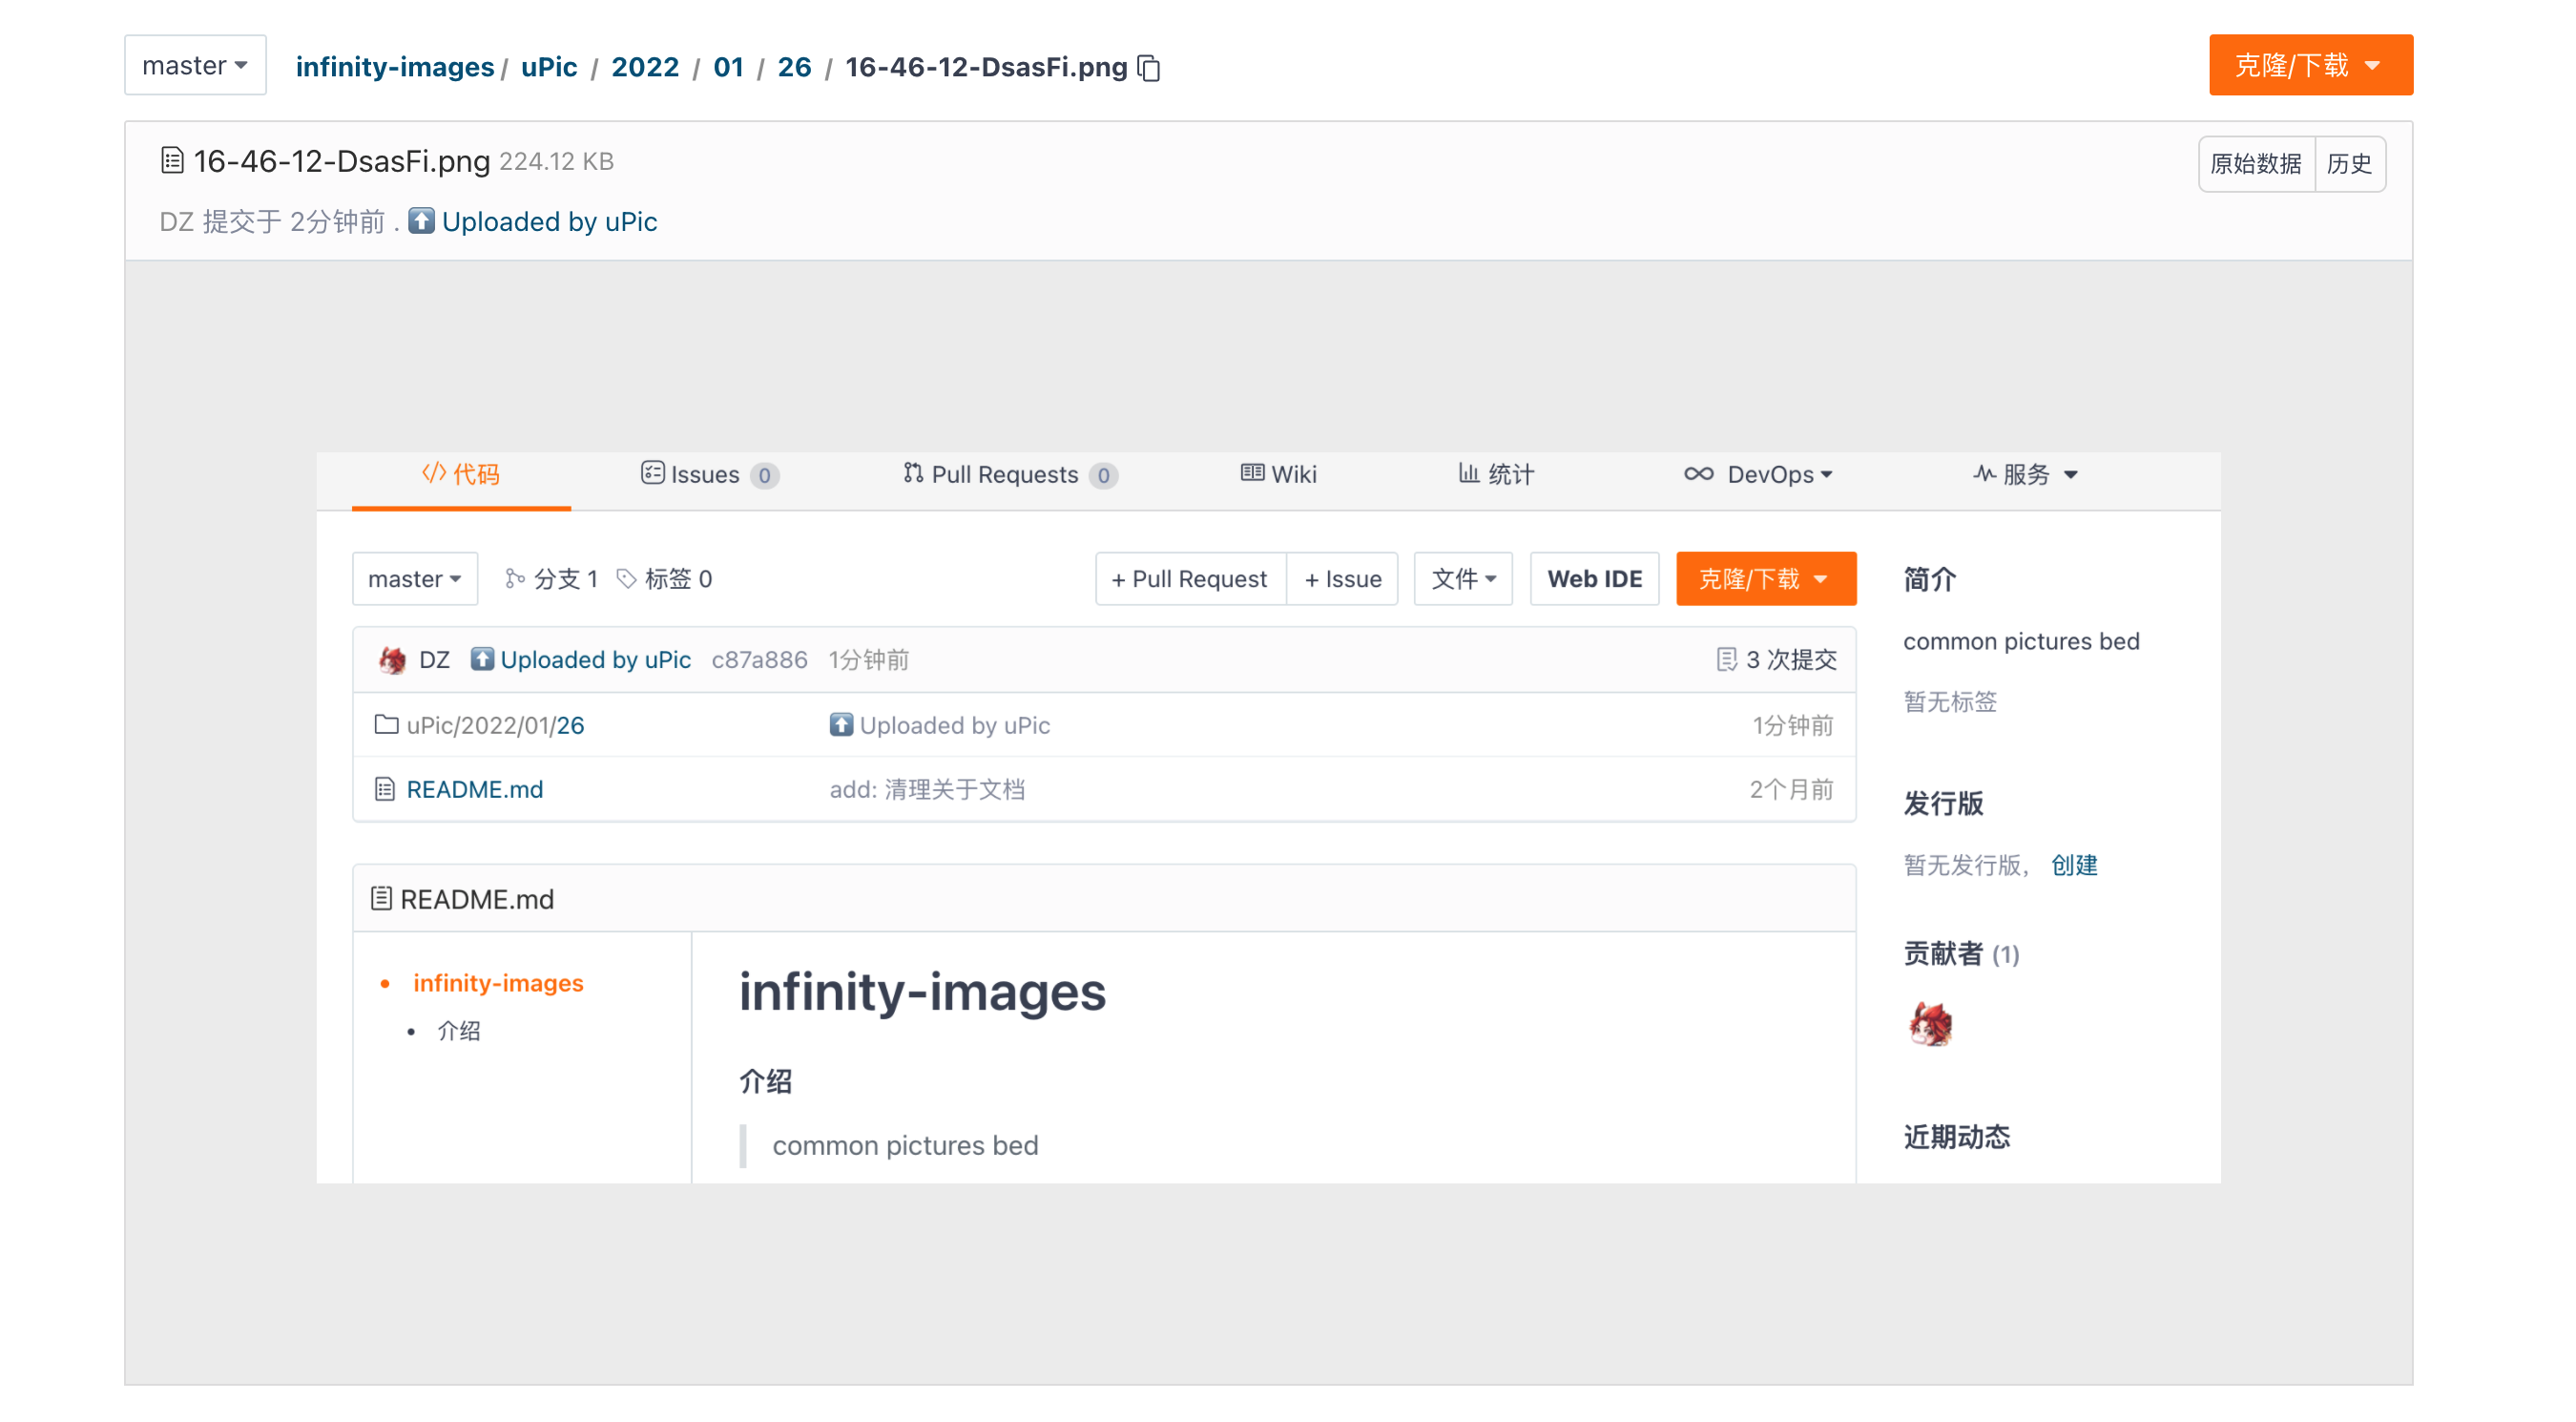 master infinity-images / uPic / 2022 / 01 / 26 / 16-46-12-DsasFi.png 克隆/下载
16-46-12-DsasFi.png 224.12 KB 原始数据 历史
DZ 提交于 2分钟前 . Uploaded by uPic
代码 Issues 0 Pull Requests 0 Wiki 统计 DevOps 服务
master 分支 1 标签 0 + Pull Request + Issue 文件 Web IDE 克隆/下载
DZ Uploaded by uPic c87a886 1分钟前 3 次提交
uPic/2022/01/26 Uploaded by uPic 1分钟前
README.md add: 清理关于文档 2个月前
README.md
infinity-images
介绍
infinity-images
介绍
common pictures bed
简介
common pictures bed
暂无标签
发行版
暂无发行版， 创建
贡献者 (1)
近期动态